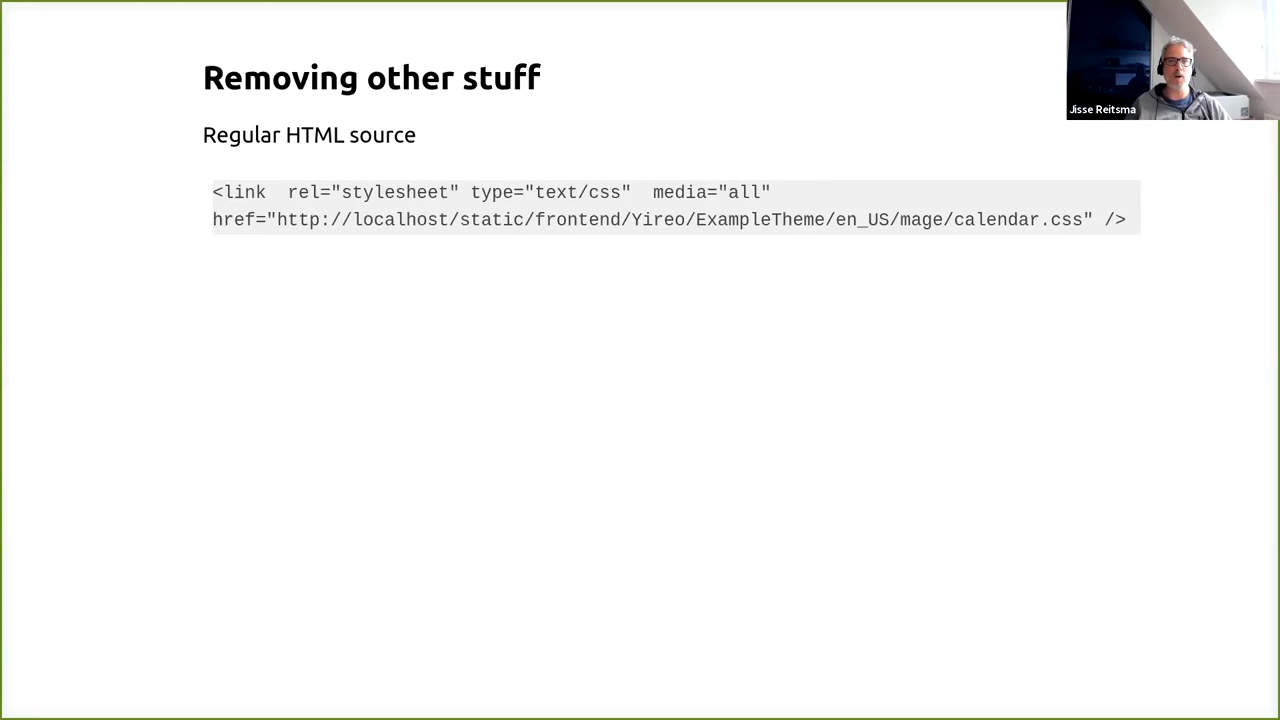 Removing other stuff
Jisse Reitsma
Regular HTML source
<link  rel="stylesheet" type="text/css"  media="all"
href="http://localhost/static/frontend/Yireo/ExampleTheme/en_US/mage/calendar.css" />